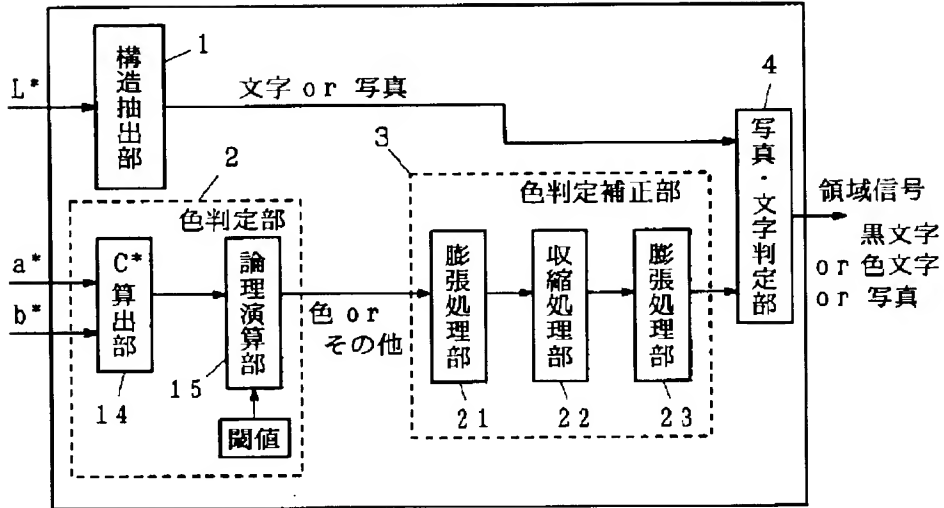 1
構造抽出部
L*
文字 or 写真
4
写真・文字判定部
2
色判定部
3
色判定補正部
領域信号
黒文字
or 色文字
or 写真
a*
b*
C*
算出部
論理演算部
色 or
その他
膨張処理部
収縮処理部
膨張処理部
14
15
閾値
21
22
23